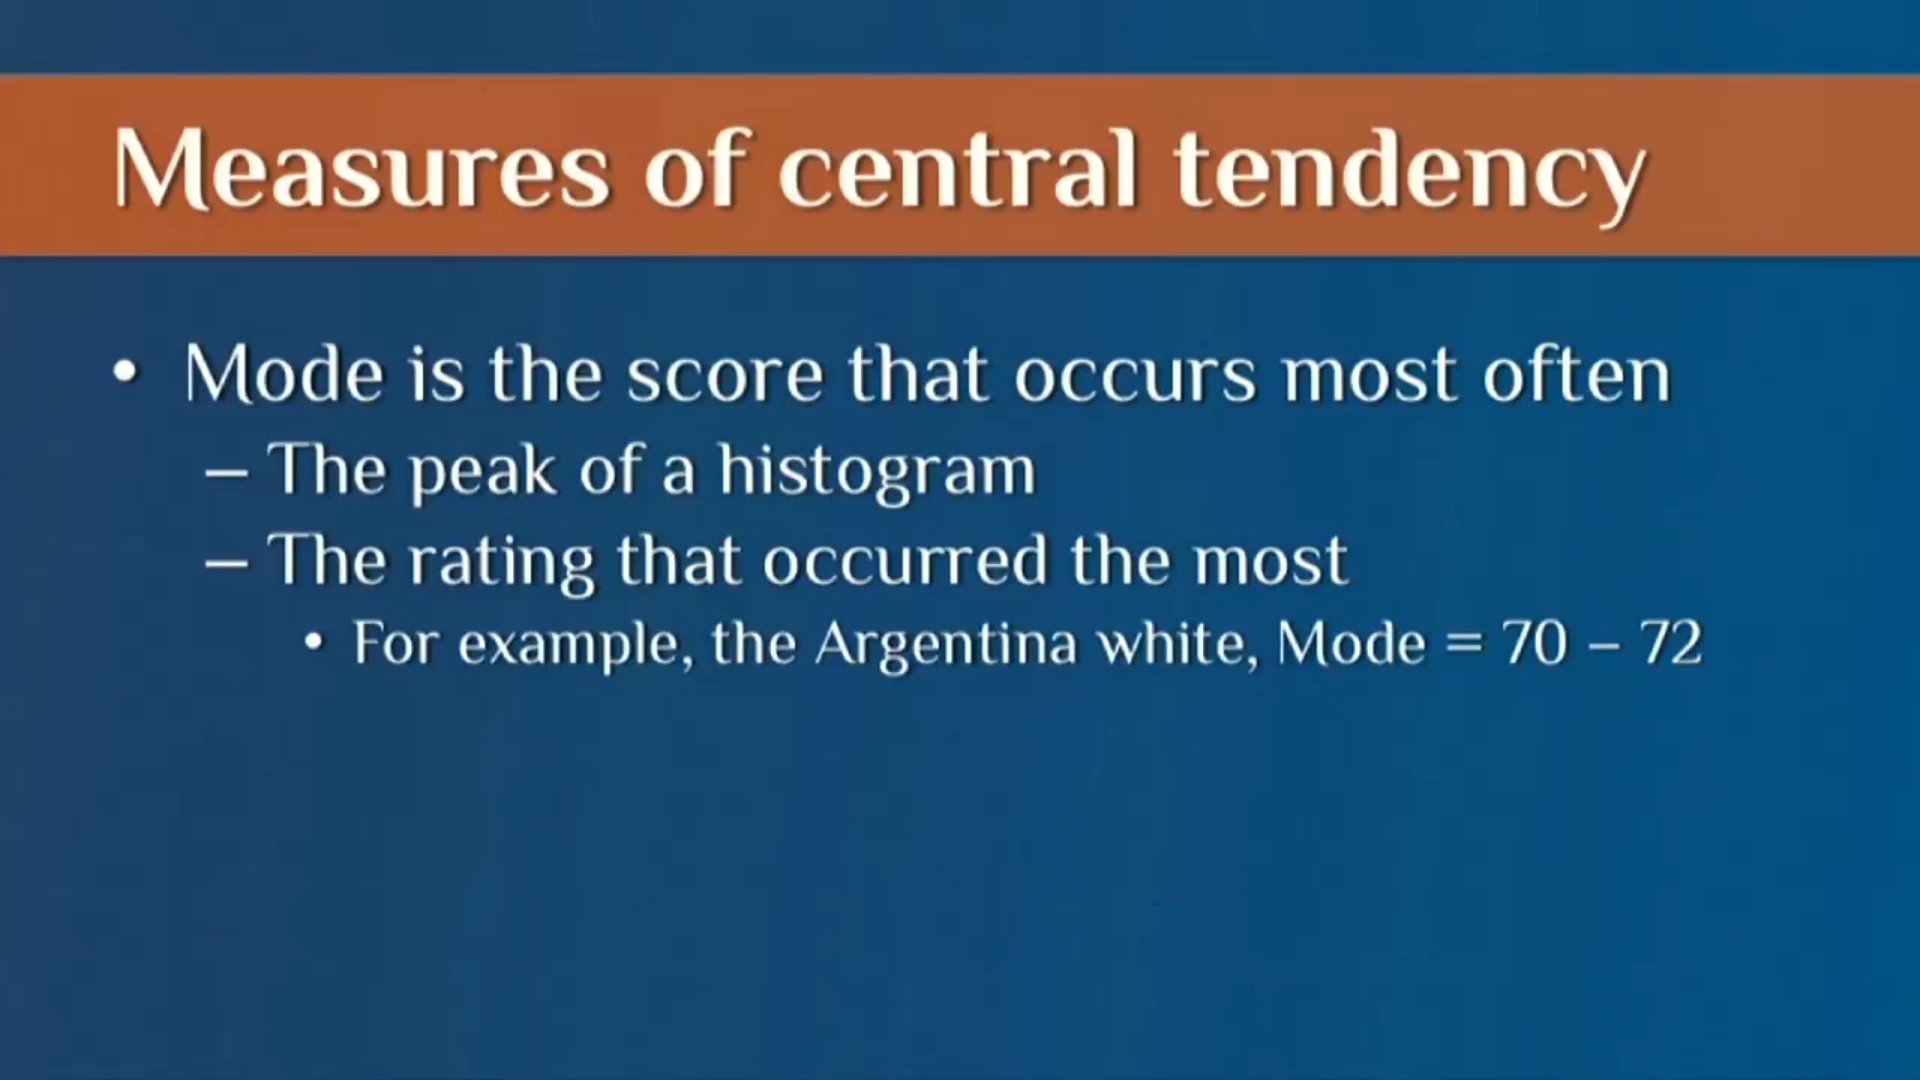 Measures of central tendency
• Mode is the score that occurs most often
– The peak of a histogram
– The rating that occurred the most
• For example, the Argentina white, Mode = 70 – 72